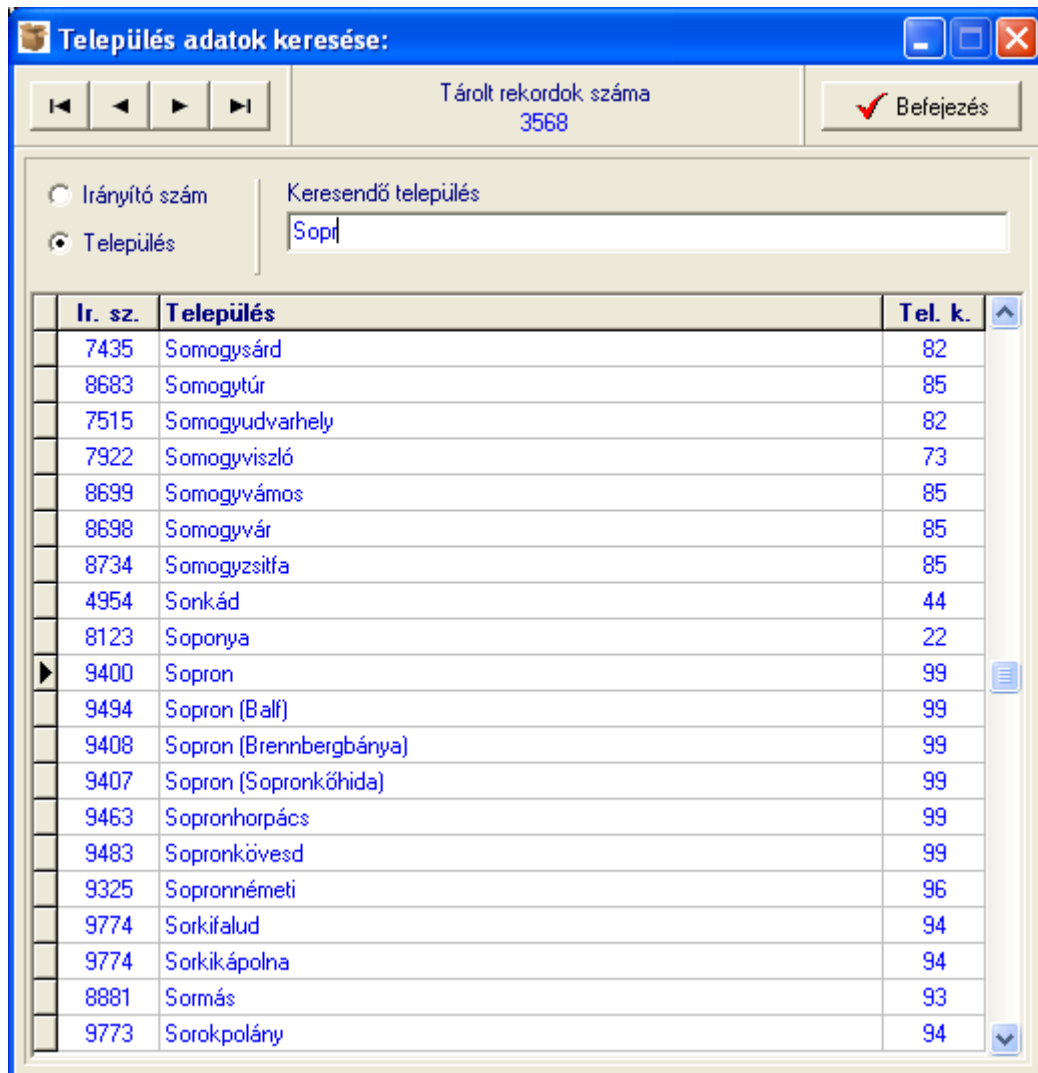 Település adatok keresése:
Tárolt rekordok száma
3568
Befejezés
Irányító szám
Település
Keresendő település
Sopr
Ir. sz. Település Tel. k.
7435 Somogysárd 82
8683 Somogytúr 85
7515 Somogyudvarhely 82
7922 Somogyviszló 73
8699 Somogyvámos 85
8698 Somogyvár 85
8734 Somogyzsitfa 85
4954 Sonkád 44
8123 Soponya 22
9400 Sopron 99
9494 Sopron (Balf) 99
9408 Sopron (Brennbergbánya) 99
9407 Sopron (Sopronkőhida) 99
9463 Sopronhorpács 99
9483 Sopronkövesd 99
9325 Sopronnémeti 96
9774 Sorkifalud 94
9774 Sorkikápolna 94
8881 Sormás 93
9773 Sorokpolány 94